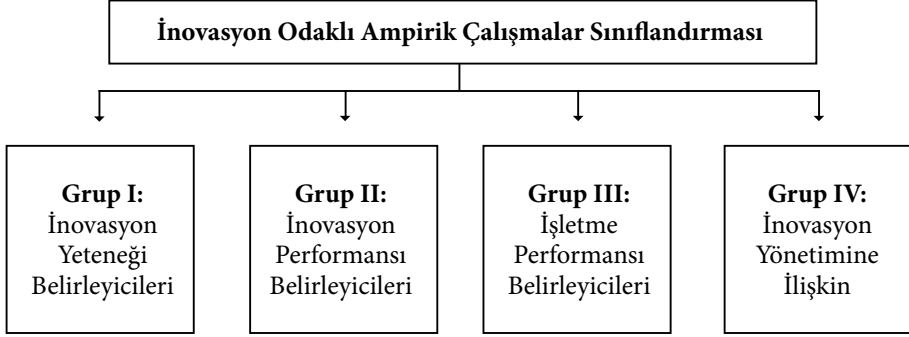 İnovasyon Odaklı Ampirik Çalışmalar Sınıflandırması
Grup I:
İnovasyon
Yeteneği
Belirleyicileri
Grup II:
İnovasyon
Performansı
Belirleyicileri
Grup III:
İşletme
Performansı
Belirleyicileri
Grup IV:
İnovasyon
Yönetimine
İlişkin